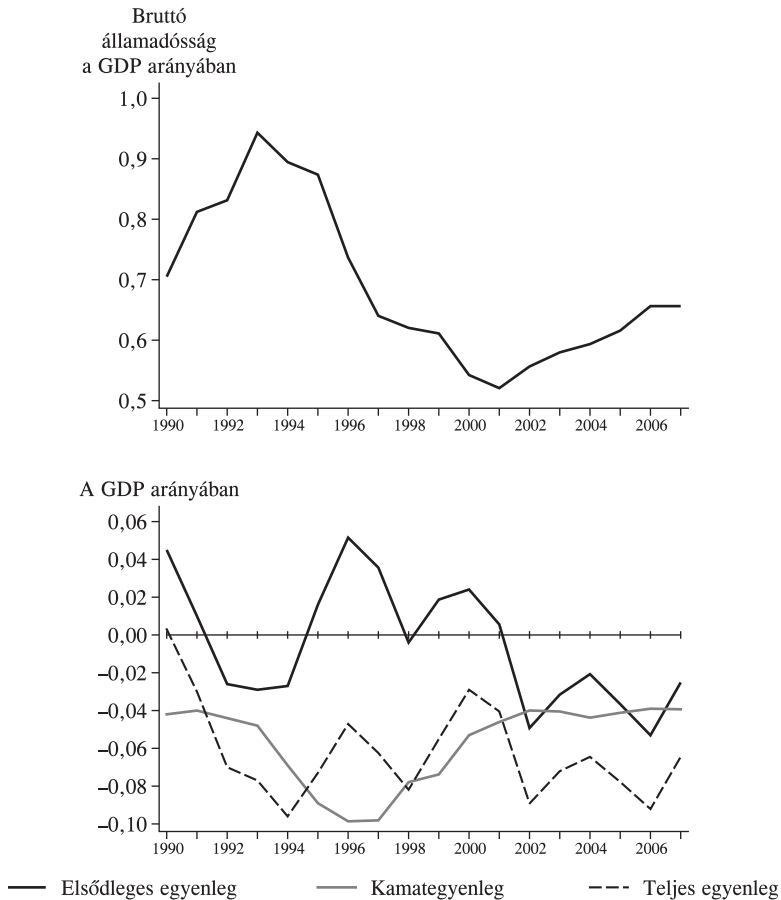 Bruttó
államadósság
a GDP arányában
1,0
0,9
0,8
0,7
0,6
0,5
1990 1992 1994 1996 1998 2000 2002 2004 2006
A GDP arányában
0,06
0,04
0,02
0,00
–0,02
–0,04
–0,06
–0,08
–0,10
1990 1992 1994 1996 1998 2000 2002 2004 2006
Elsődleges egyenleg Kamategyenleg Teljes egyenleg